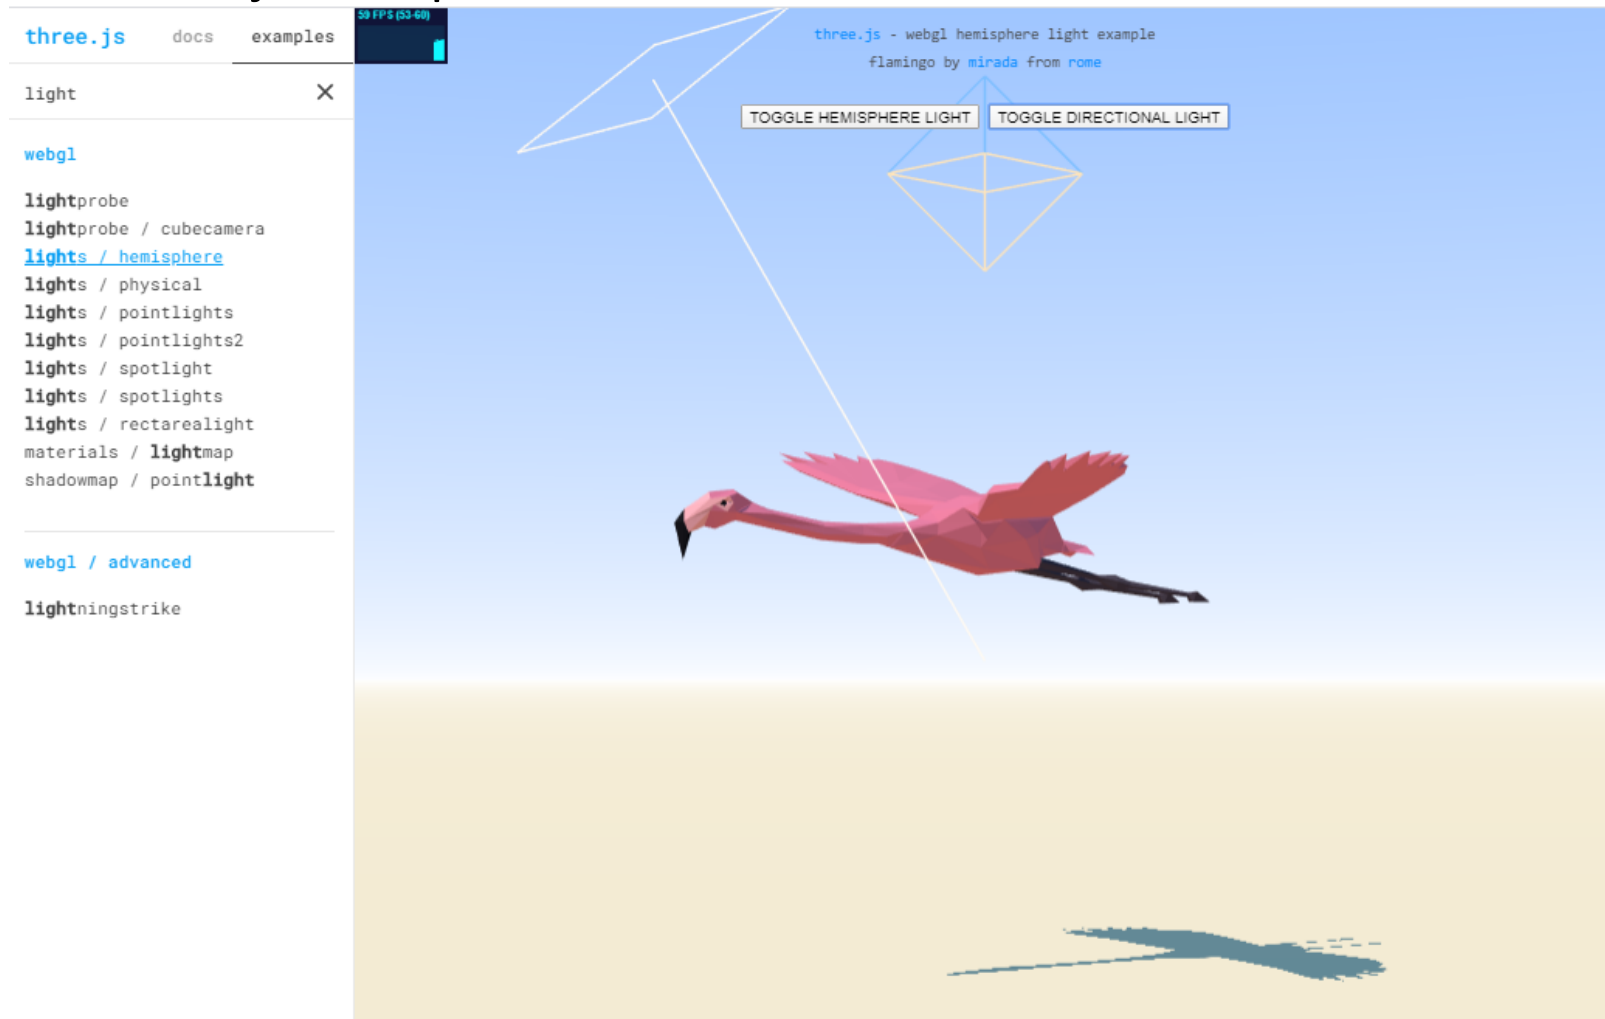 three.js docs examples
light
webgl
lightprobe
lightprobe / cubecamera
lights / hemisphere
lights / physical
lights / pointlights
lights / pointlights2
lights / spotlight
lights / spotlights
lights / rectarealight
materials / lightmap
shadowmap / pointlight
webgl / advanced
lightningstrike
59 FPS (53-60)
three.js - webgl hemisphere light example
flamingo by mirada from rome
TOGGLE HEMISPHERE LIGHT TOGGLE DIRECTIONAL LIGHT